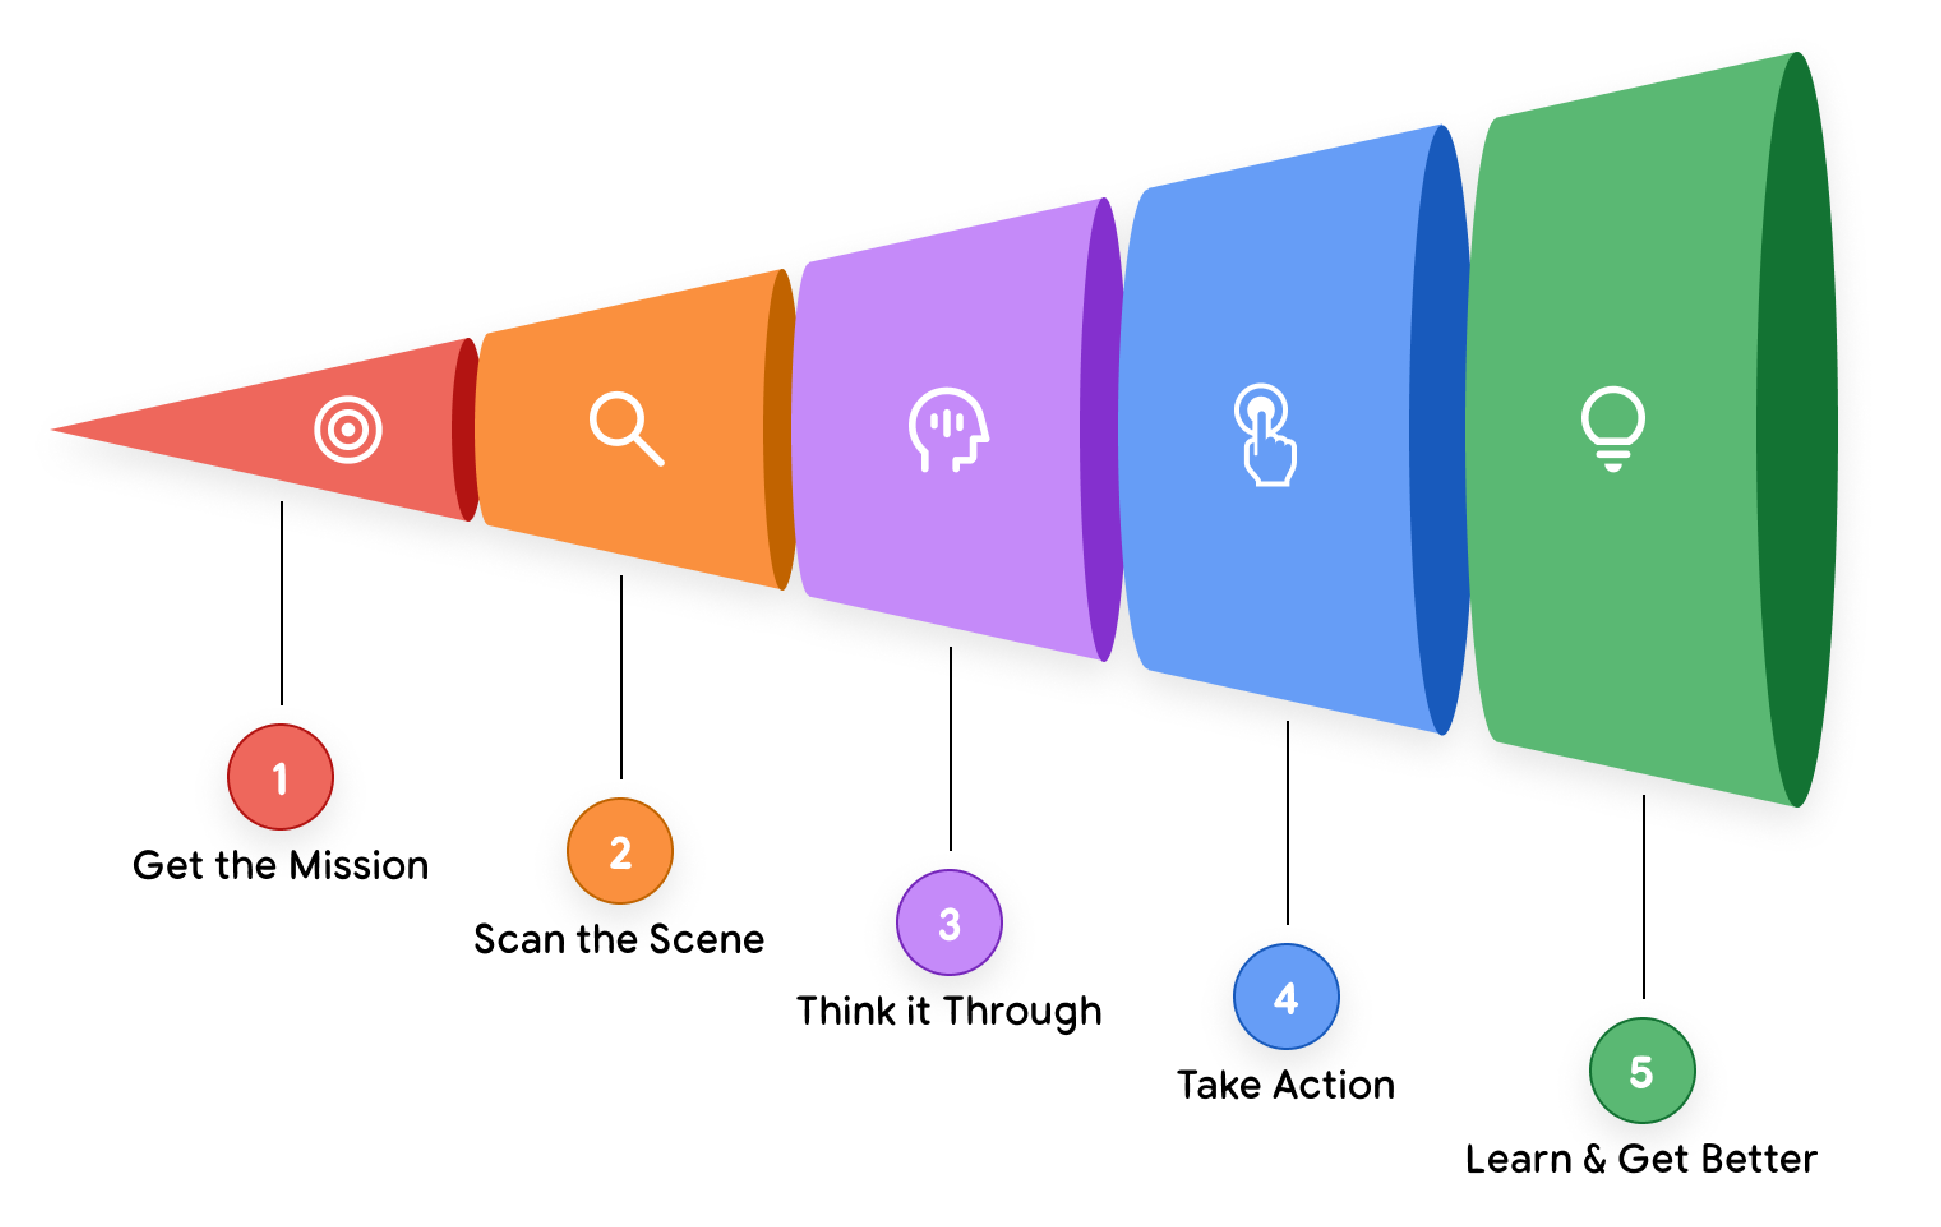 1
Get the Mission
2
Scan the Scene
3
Think it Through
4
Take Action
5
Learn & Get Better